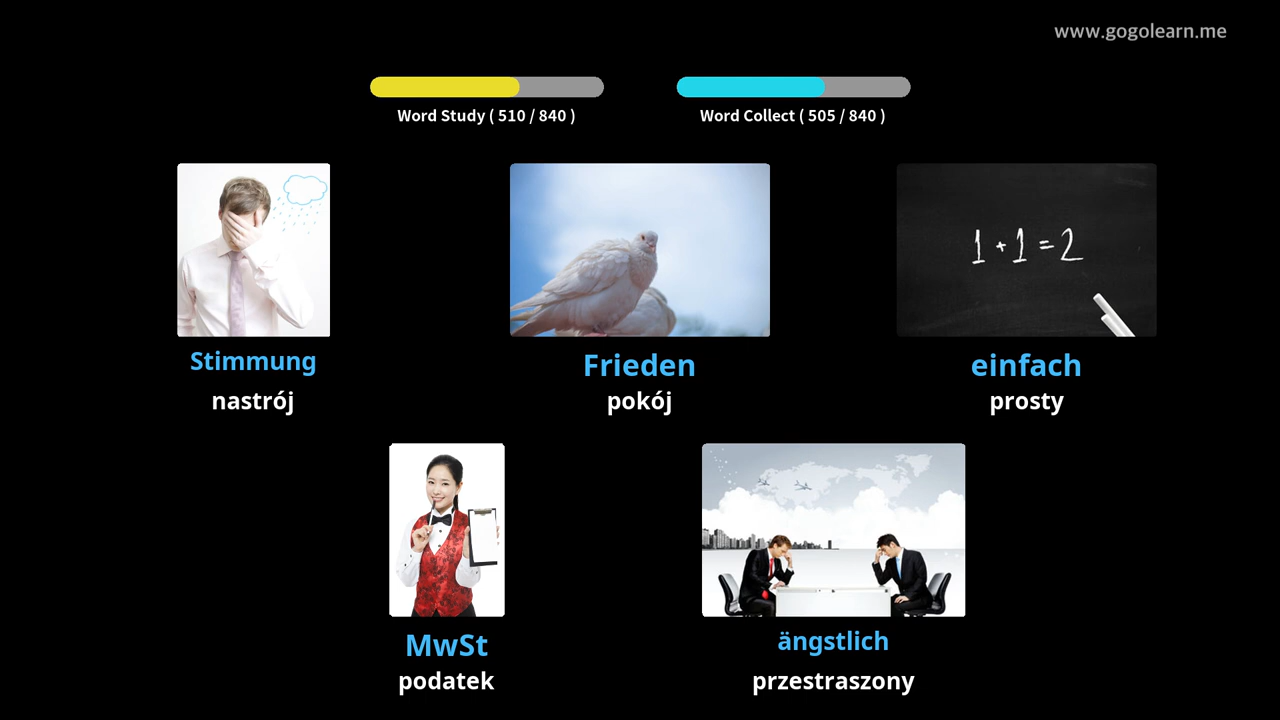 www.gogolearn.me
Word Study ( 510 / 840 )
Word Collect ( 505 / 840 )
1 + 1 = 2
Stimmung
nastrój
Frieden
pokój
einfach
prosty
MwSt
podatek
ängstlich
przestraszony